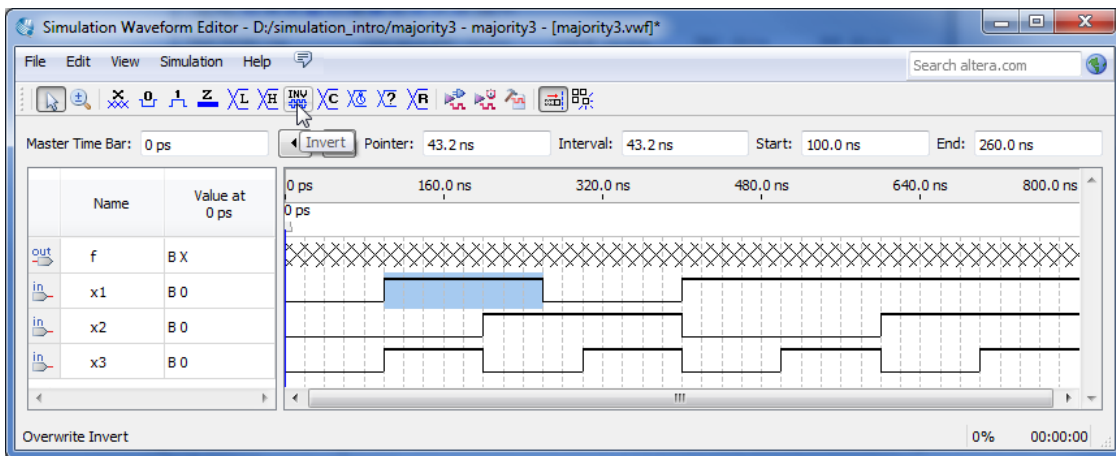 Simulation Waveform Editor - D:/simulation_intro/majority3 - majority3 - [majority3.vwf]*
File Edit View Simulation Help
Search altera.com
Invert
Master Time Bar: 0 ps Pointer: 43.2 ns Interval: 43.2 ns Start: 100.0 ns End: 260.0 ns
Name Value at 0 ps
0 ps 160.0 ns 320.0 ns 480.0 ns 640.0 ns 800.0 ns
0 ps
out f B X
in x1 B 0
in x2 B 0
in x3 B 0
Overwrite Invert 0% 00:00:00